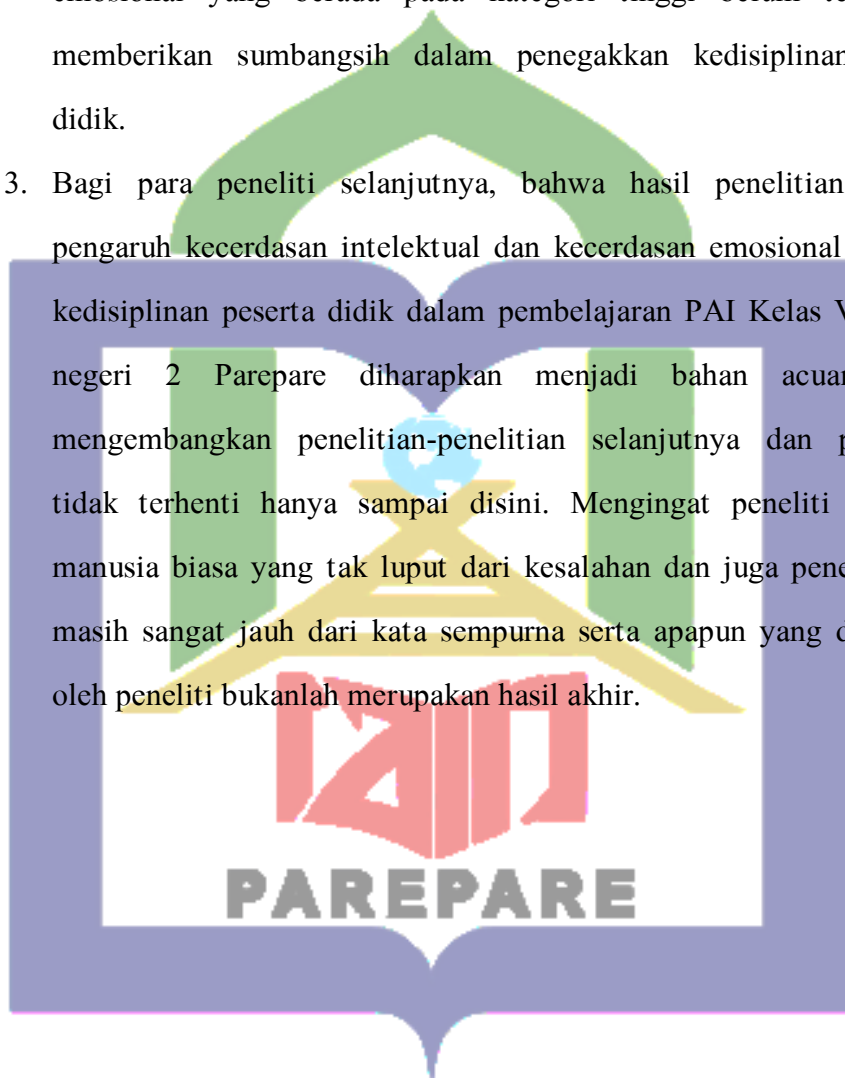 emosional yang berada pada kategori tinggi belum
memberikan sumbangsih dalam penegakkan kedisiplinan
didik.
3. Bagi para peneliti selanjutnya, bahwa hasil penelitian
pengaruh kecerdasan intelektual dan kecerdasan emosional
kedisiplinan peserta didik dalam pembelajaran PAI Kelas
negeri 2 Parepare diharapkan menjadi bahan
mengembangkan penelitian-penelitian selanjutnya dan
tidak terhenti hanya sampai disini. Mengingat peneliti
manusia biasa yang tak luput dari kesalahan dan juga
masih sangat jauh dari kata sempurna serta apapun yang
oleh peneliti bukanlah merupakan hasil akhir.
IAIN
PAREPARE